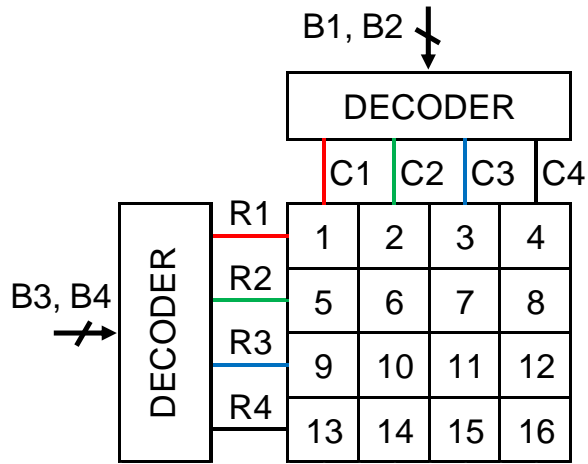 B1, B2
DECODER
C1 C2 C3 C4
R1
1 2 3 4
B3, B4
DECODER
R2
5 6 7 8
R3
9 10 11 12
R4
13 14 15 16